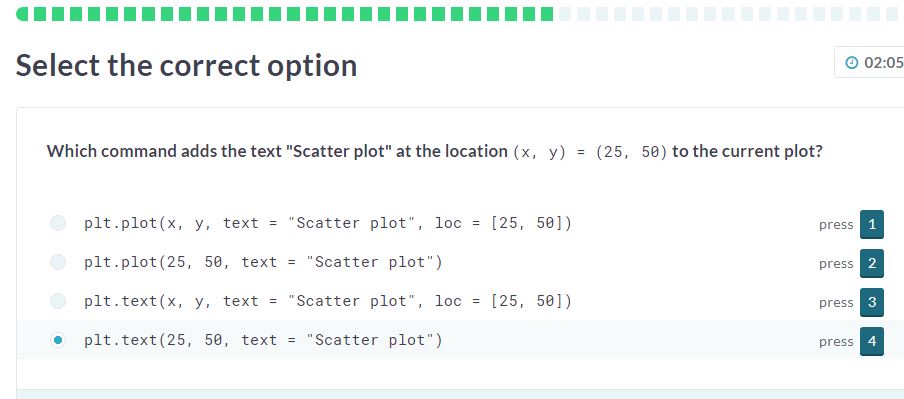 Select the correct option
02:05
Which command adds the text "Scatter plot" at the location (x, y) = (25, 50) to the current plot?
plt.plot(x, y, text = "Scatter plot", loc = [25, 50]) press 1
plt.plot(25, 50, text = "Scatter plot") press 2
plt.text(x, y, text = "Scatter plot", loc = [25, 50]) press 3
plt.text(25, 50, text = "Scatter plot") press 4